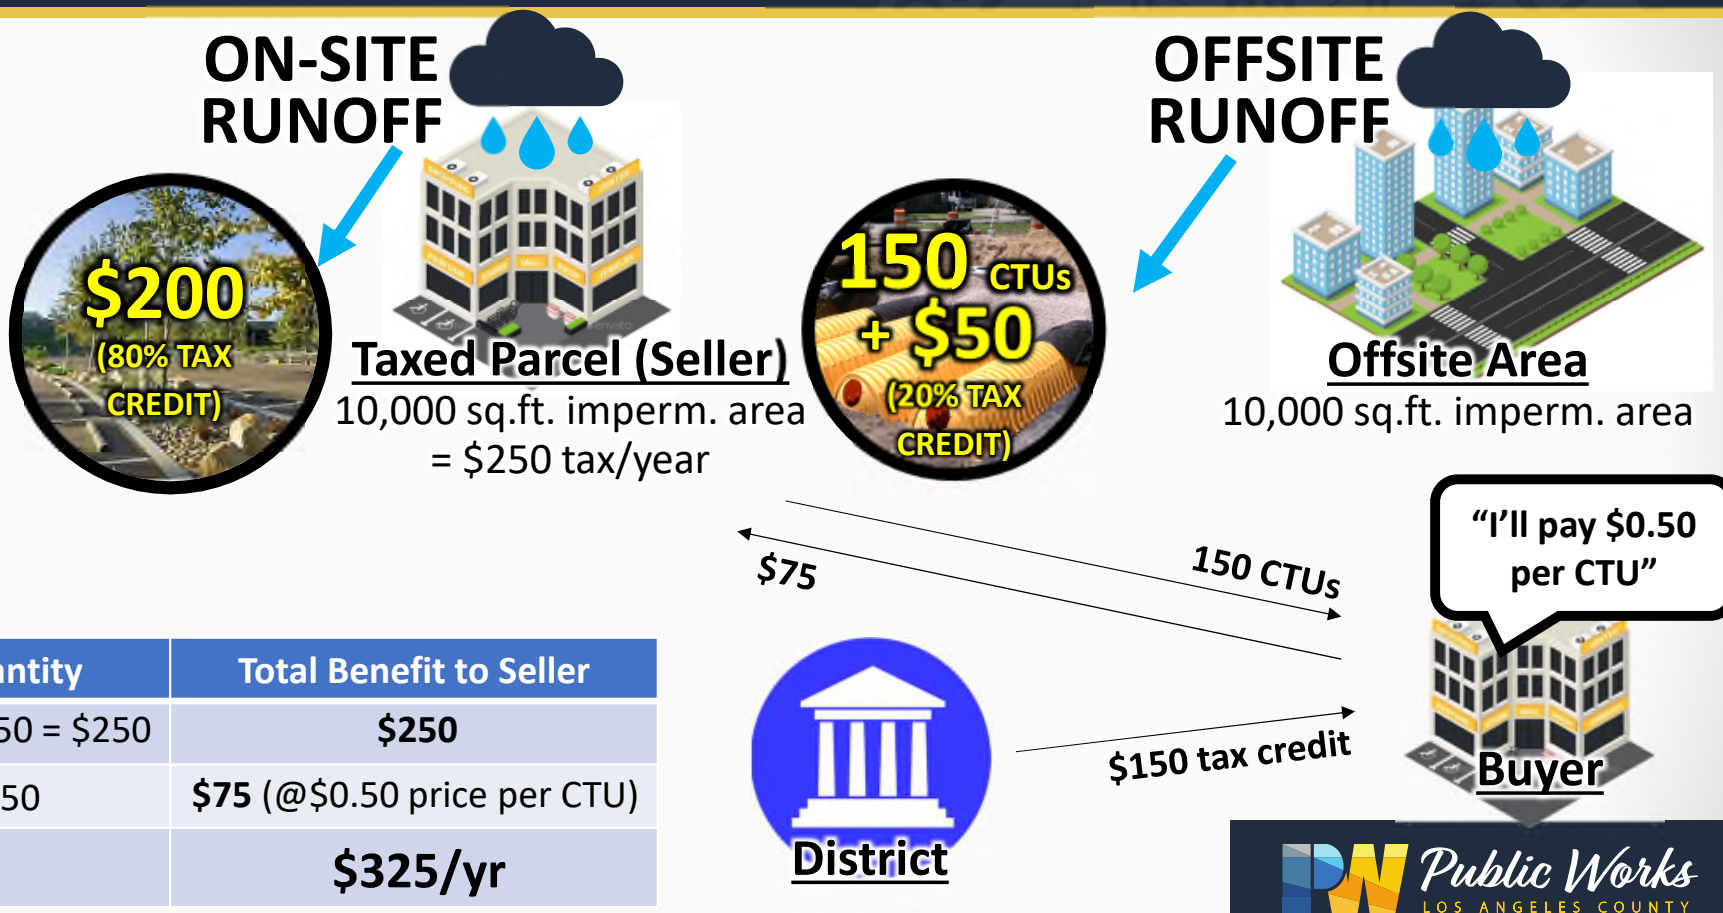 ON-SITE
RUNOFF
OFFSITE
RUNOFF
$200
(80% TAX
CREDIT)
150 CTUs
+ $50
(20% TAX
CREDIT)
Taxed Parcel (Seller)
10,000 sq.ft. imperm. area
= $250 tax/year
Offsite Area
10,000 sq.ft. imperm. area
“I’ll pay $0.50
per CTU”
150 CTUs
$75
$150 tax credit
District
Buyer
antity
Total Benefit to Seller
50 = $250
$250
50
$75 (@$0.50 price per CTU)
$325/yr
PW Public Works
LOS ANGELES COUNTY